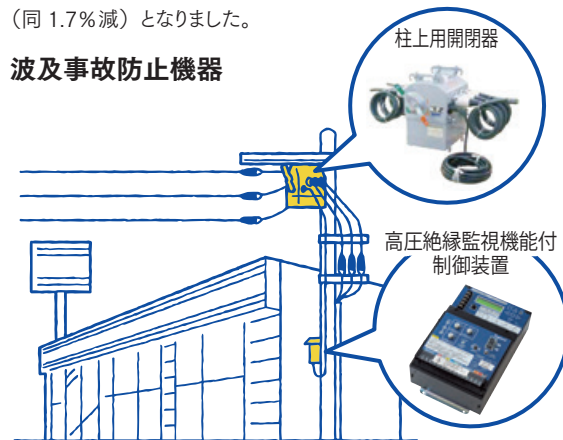 （同 1.7%減）となりました。
波及事故防止機器
柱上用開閉器
高圧絶縁監視機能付
制御装置